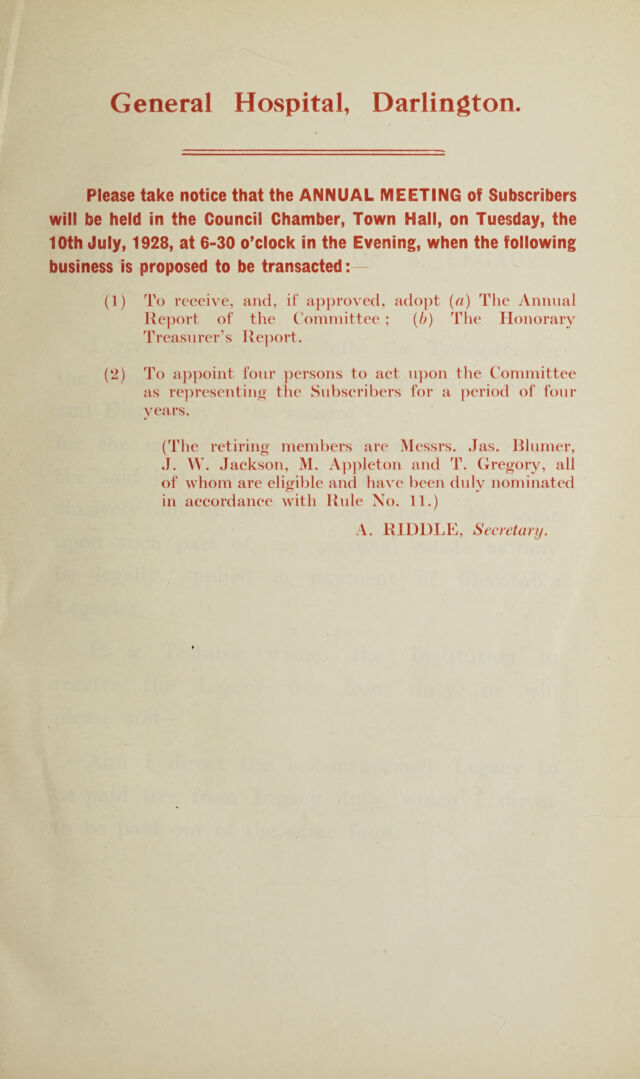 General Hospital, Darlington.
Please take notice that the ANNUAL MEETING of Subscribers
will be held in the Council Chamber, Town Hall, on Tuesday, the
10th July, 1928, at 6-30 o'clock in the Evening, when the following
business is proposed to be transacted:—
(1) To receive, and, if approved, adopt (a) The Annual
Report of the Committee; (b) The Honorary
Treasurer's Report.
(2) To appoint four persons to act upon the Committee
as representing the Subscribers for a period of four
years.
(The retiring members are Messrs. Jas. Blumer,
J. W. Jackson, M. Appleton and T. Gregory, all
of whom are eligible and have been duly nominated
in accordance with Rule No. 11.)
A. RIDDLE, Secretary.